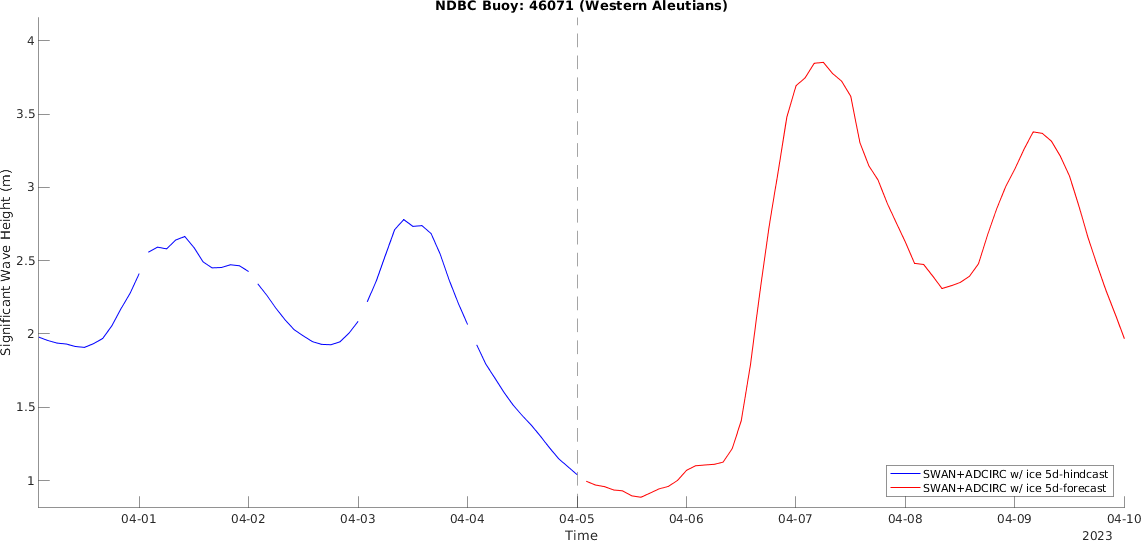 NDBC Buoy: 46071 (Western Aleutians)
4
3.5
3
2.5
2
1.5
1
Significant Wave Height (m)
SWAN+ADCIRC w/ ice 5d-hindcast
SWAN+ADCIRC w/ ice 5d-forecast
04-01 04-02 04-03 04-04 04-05 04-06 04-07 04-08 04-09 04-10
Time
2023